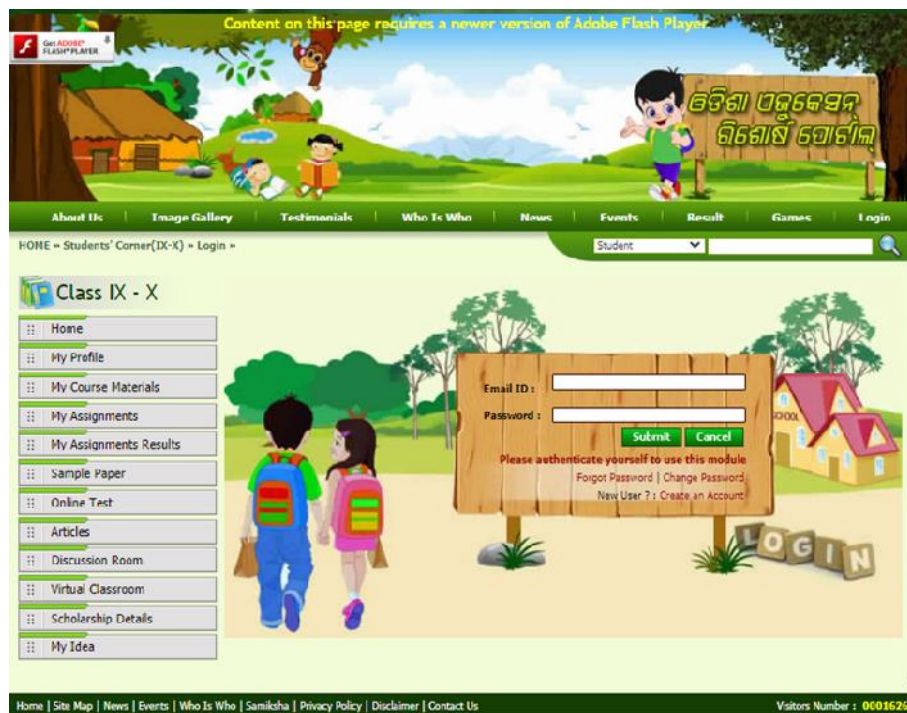 Content on this page requires a newer version of Adobe Flash Player.
Get ADOBE® FLASH® PLAYER
ଓଡିଶା ଏଜୁକେସନ୍
ରିଶୋର୍ସ ପୋର୍ଟାଲ୍
About Us | Image Gallery | Testimonials | Who Is Who | News | Events | Result | Games | Login
HOME » Students' Corner(IX-X) » Login »
Student
Class IX - X
Home
My Profile
My Course Materials
My Assignments
My Assignments Results
Sample Paper
Online Test
Articles
Discussion Room
Virtual Classroom
Scholarship Details
My Idea
Email ID :
Password :
Submit Cancel
Please aethenticate yourself to use this module
Forgot Password | Change Password
New User ? : Create an Account
SCHOOL
LOGIN
Home | Site Map | News | Events | Who Is Who | Samiksha | Privacy Policy | Disclaimer | Contact Us
Visitors Number : 0001626